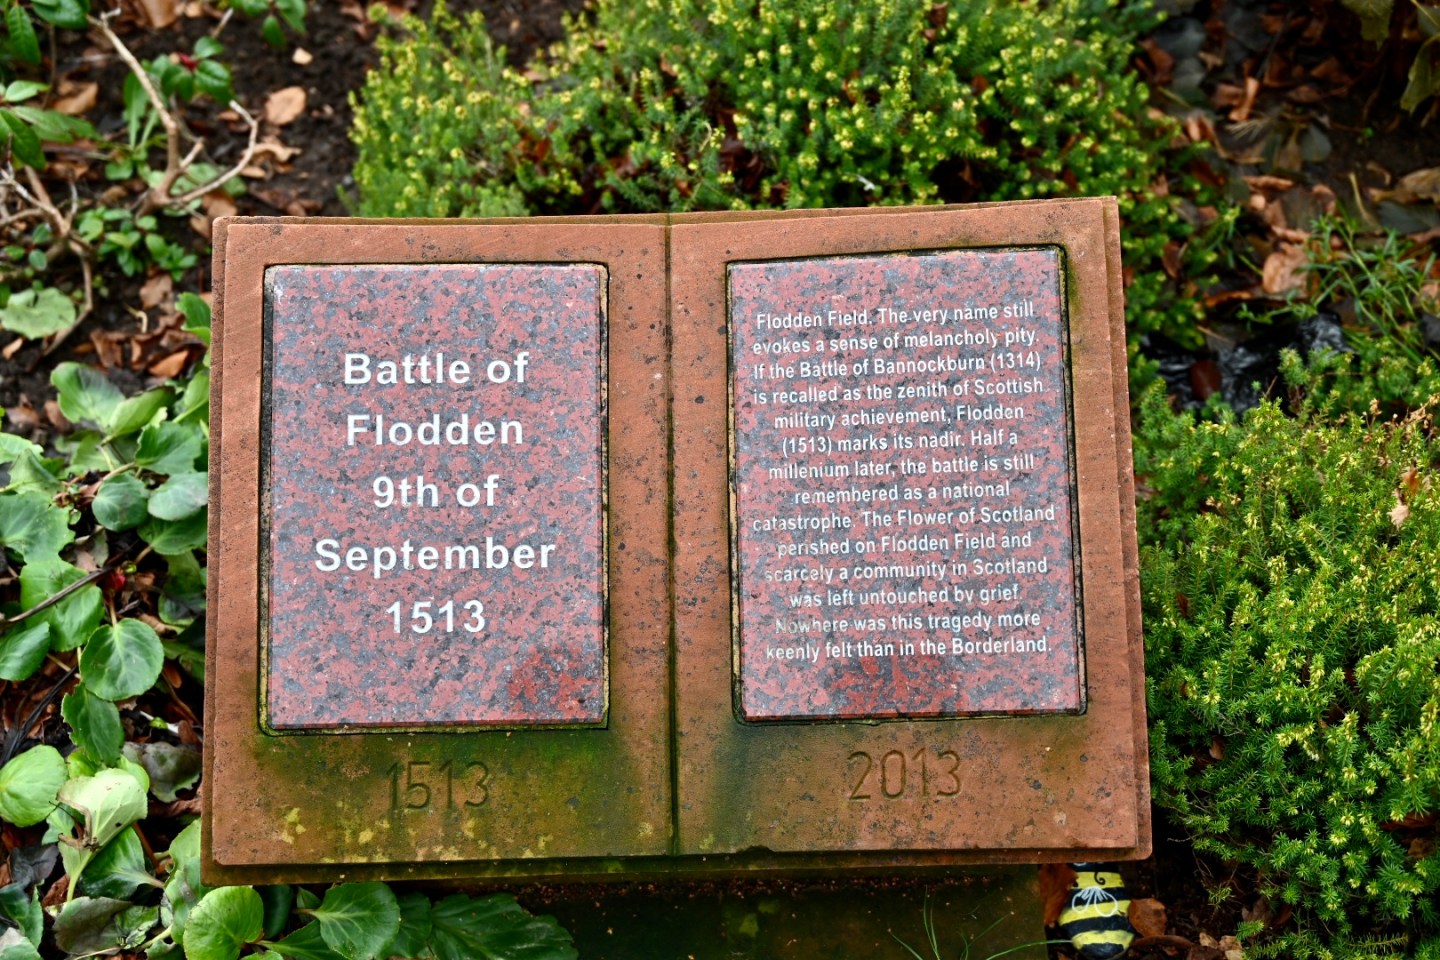 Battle of
Flodden
9th of
September
1513
1513
Flodden Field. The very name still
evokes a sense of melancholy pity.
If the Battle of Bannockburn (1314)
is recalled as the zenith of Scottish
military achievement, Flodden
(1513) marks its nadir. Half a
millenium later, the battle is still
remembered as a national
catastrophe. The Flower of Scotland
perished on Flodden Field and
scarcely a community in Scotland
was left untouched by grief.
Nowhere was this tragedy more
keenly felt than in the Borderland.
2013